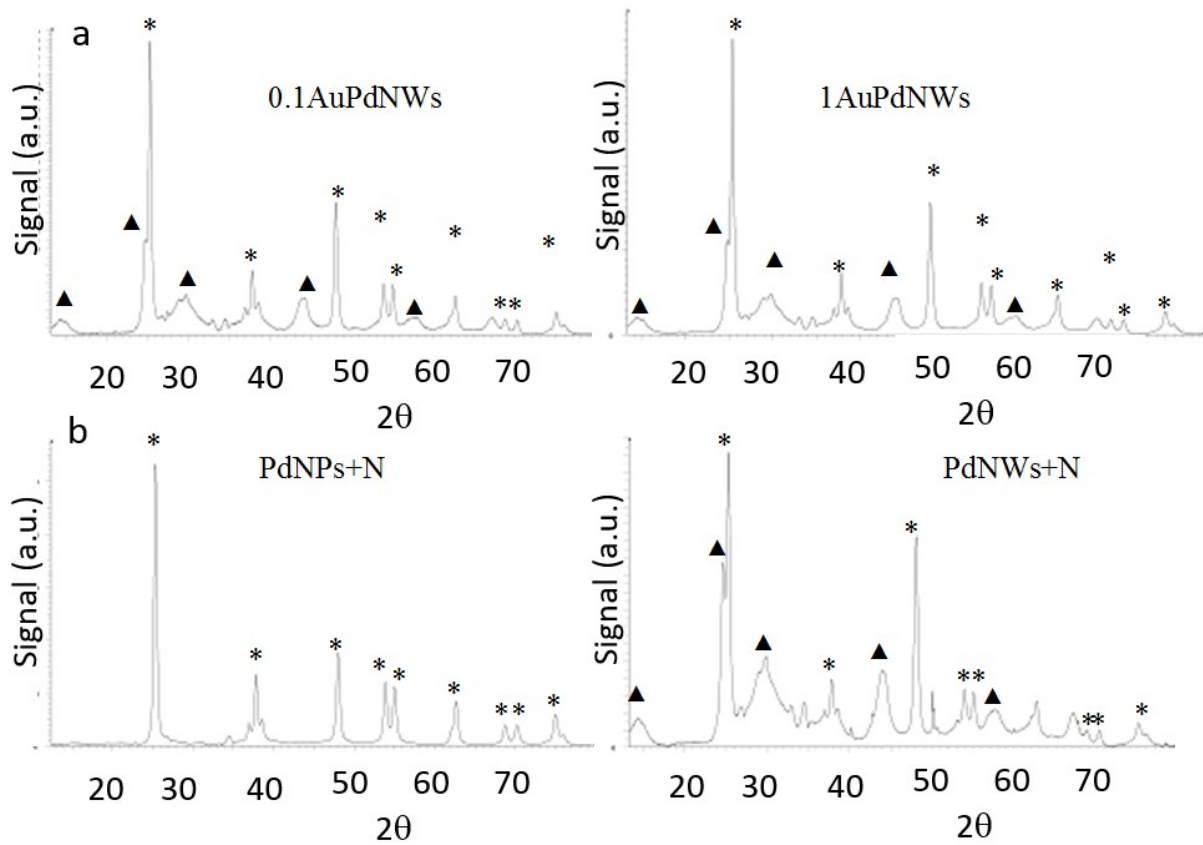 a
0.1AuPdNWs
Signal (a.u.)
* ▲ ▲ ▲ * * ▲ * * * ▲ * * * *
20 30 40 50 60 70
2θ
1AuPdNWs
Signal (a.u.)
* ▲ ▲ ▲ * ▲ * * * ▲ * * * *
20 30 40 50 60 70
2θ
b
PdNPs+N
Signal (a.u.)
* * * * * * * * *
20 30 40 50 60 70
2θ
PdNWs+N
Signal (a.u.)
▲ ▲ * ▲ * ▲ * * * ▲ * * *
20 30 40 50 60 70
2θ